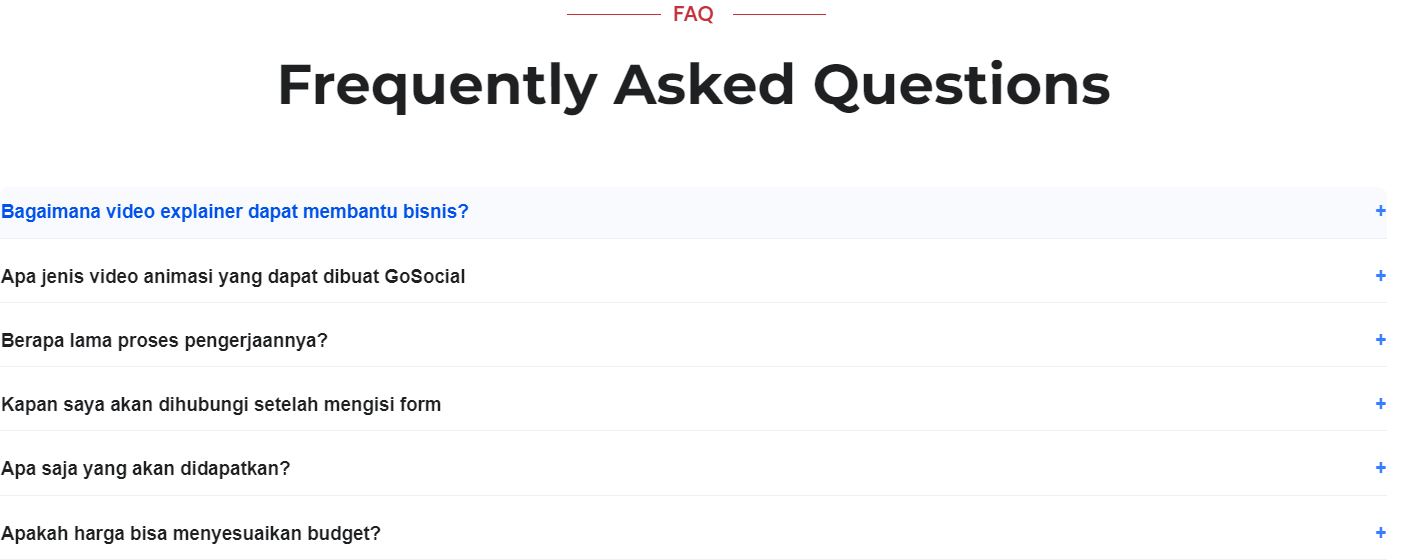 FAQ
Frequently Asked Questions
Bagaimana video explainer dapat membantu bisnis? +
Apa jenis video animasi yang dapat dibuat GoSocial +
Berapa lama proses pengerjaannya? +
Kapan saya akan dihubungi setelah mengisi form +
Apa saja yang akan didapatkan? +
Apakah harga bisa menyesuaikan budget? +